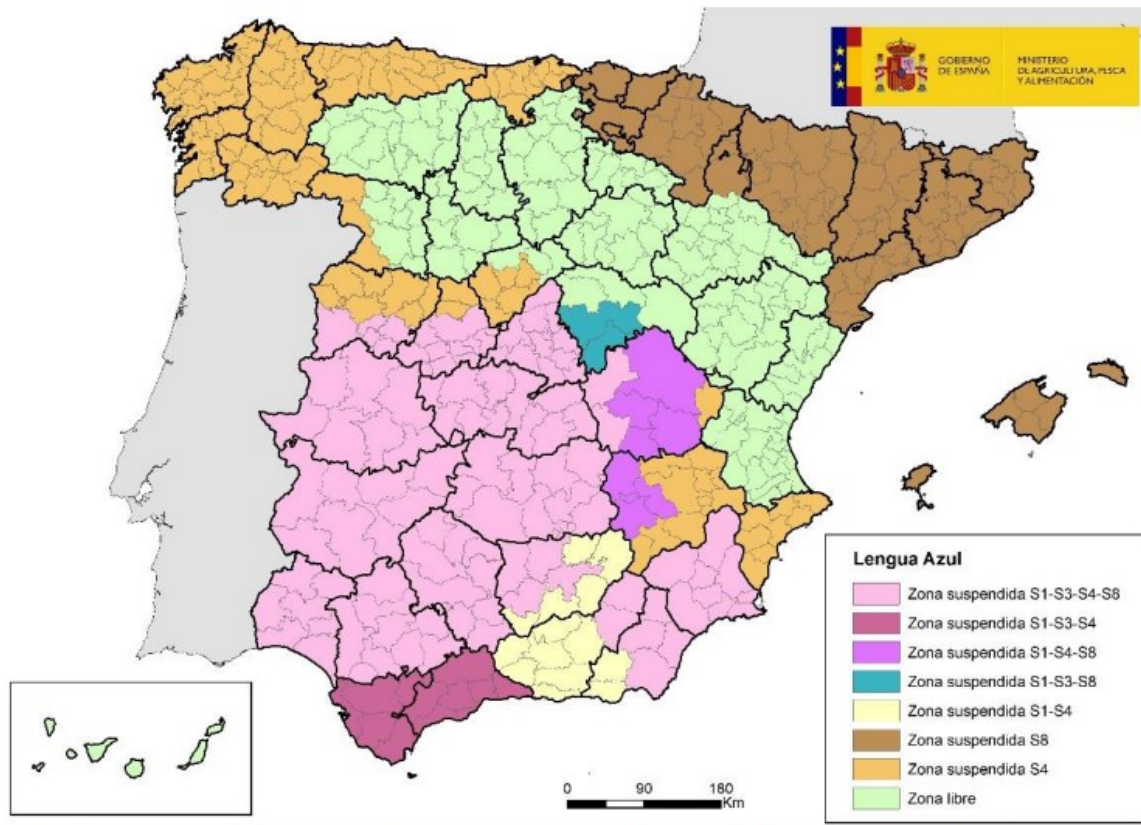 GOBIERNO
DE ESPAÑA
MINISTERIO
DE AGRICULTURA, PESCA
Y ALIMENTACIÓN
Lengua Azul
Zona suspendida S1-S3-S4-S8
Zona suspendida S1-S3-S4
Zona suspendida S1-S4-S8
Zona suspendida S1-S3-S8
Zona suspendida S1-S4
Zona suspendida S8
Zona suspendida S4
Zona libre
0 90 180
Km